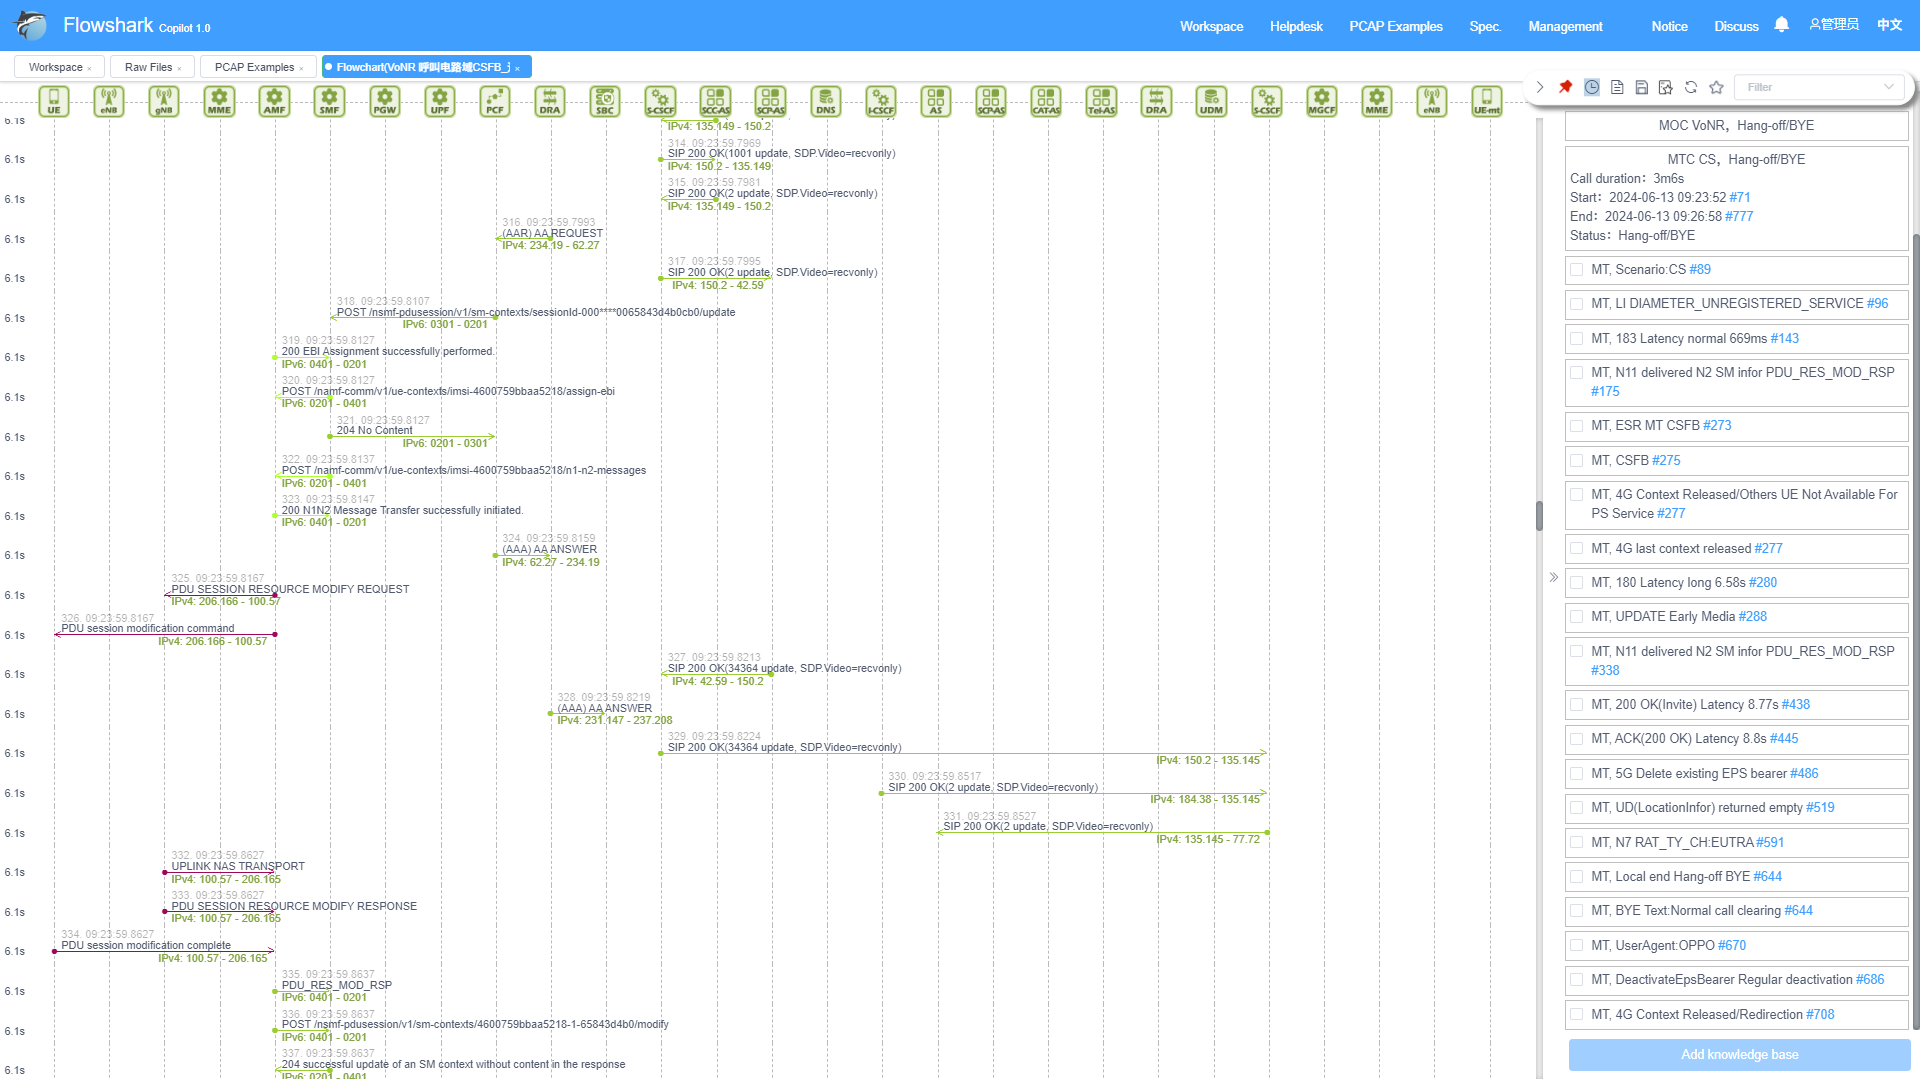 Flowshark Copilot 1.0
Workspace Helpdesk PCAP Examples Spec. Management Notice Discuss 管理员 中文
Workspace × Raw Files × PCAP Examples × Flowchart(VoNR 呼叫电路域CSFB_ ×
UE eNB gNB MME AMF SMF PGW UPF PCF DRA SBC S-CSCF SCC-AS SCP-AS DNS I-CSCF AS SCP-AS CAT-AS Tel-AS DRA UDM S-CSCF MGCF MME eNB UE-mt
Filter
6.1s
IPv4: 135.149 - 150.2
314. 09:23:59.7969
6.1s SIP 200 OK(1001 update, SDP.Video=recvonly)
IPv4: 150.2 - 135.149
315. 09:23:59.7981
6.1s SIP 200 OK(2 update, SDP.Video=recvonly)
IPv4: 135.149 - 150.2
316. 09:23:59.7993
6.1s (AAR) AA REQUEST
IPv4: 234.19 - 62.27
317. 09:23:59.7995
6.1s SIP 200 OK(2 update, SDP.Video=recvonly)
IPv4: 150.2 - 42.59
318. 09:23:59.8107
6.1s POST /nsmf-pdusession/v1/sm-contexts/sessionId-000****0065843d4b0cb0/update
IPv6: 0301 - 0201
319. 09:23:59.8127
6.1s 200 EBI Assignment successfully performed.
IPv6: 0401 - 0201
320. 09:23:59.8127
6.1s POST /namf-comm/v1/ue-contexts/imsi-4600759bbaa5218/assign-ebi
IPv6: 0201 - 0401
321. 09:23:59.8127
6.1s 204 No Content
IPv6: 0201 - 0301
322. 09:23:59.8137
6.1s POST /namf-comm/v1/ue-contexts/imsi-4600759bbaa5218/n1-n2-messages
IPv6: 0201 - 0401
323. 09:23:59.8147
6.1s 200 N1N2 Message Transfer successfully initiated.
IPv6: 0401 - 0201
324. 09:23:59.8159
6.1s (AAA) AA ANSWER
IPv4: 62.27 - 234.19
325. 09:23:59.8167
6.1s PDU SESSION RESOURCE MODIFY REQUEST
IPv4: 206.166 - 100.57
326. 09:23:59.8167
6.1s PDU session modification command
IPv4: 206.166 - 100.57
327. 09:23:59.8213
6.1s SIP 200 OK(34364 update, SDP.Video=recvonly)
IPv4: 42.59 - 150.2
328. 09:23:59.8219
6.1s (AAA) AA ANSWER
IPv4: 231.147 - 237.208
329. 09:23:59.8224
6.1s SIP 200 OK(34364 update, SDP.Video=recvonly)
IPv4: 150.2 - 135.145
330. 09:23:59.8517
6.1s SIP 200 OK(2 update, SDP.Video=recvonly)
IPv4: 184.38 - 135.145
331. 09:23:59.8527
6.1s SIP 200 OK(2 update, SDP.Video=recvonly)
IPv4: 135.145 - 77.72
332. 09:23:59.8627
6.1s UPLINK NAS TRANSPORT
IPv4: 100.57 - 206.165
333. 09:23:59.8627
6.1s PDU SESSION RESOURCE MODIFY RESPONSE
IPv4: 100.57 - 206.165
334. 09:23:59.8627
6.1s PDU session modification complete
IPv4: 100.57 - 206.165
335. 09:23:59.8637
6.1s PDU_RES_MOD_RSP
IPv6: 0401 - 0201
336. 09:23:59.8637
6.1s POST /nsmf-pdusession/v1/sm-contexts/4600759bbaa5218-1-65843d4b0/modify
IPv6: 0401 - 0201
337. 09:23:59.8637
6.1s 204 successful update of an SM context without content in the response
IPv6: 0201 - 0401
MOC VoNR，Hang-off/BYE
MTC CS，Hang-off/BYE
Call duration：3m6s
Start：2024-06-13 09:23:52 #71
End：2024-06-13 09:26:58 #777
Status：Hang-off/BYE
MT, Scenario:CS #89
MT, LI DIAMETER_UNREGISTERED_SERVICE #96
MT, 183 Latency normal 669ms #143
MT, N11 delivered N2 SM infor PDU_RES_MOD_RSP
#175
MT, ESR MT CSFB #273
MT, CSFB #275
MT, 4G Context Released/Others UE Not Available For
PS Service #277
MT, 4G last context released #277
MT, 180 Latency long 6.58s #280
MT, UPDATE Early Media #288
MT, N11 delivered N2 SM infor PDU_RES_MOD_RSP
#338
MT, 200 OK(Invite) Latency 8.77s #438
MT, ACK(200 OK) Latency 8.8s #445
MT, 5G Delete existing EPS bearer #486
MT, UD(LocationInfor) returned empty #519
MT, N7 RAT_TY_CH:EUTRA #591
MT, Local end Hang-off BYE #644
MT, BYE Text:Normal call clearing #644
MT, UserAgent:OPPO #670
MT, DeactivateEpsBearer Regular deactivation #686
MT, 4G Context Released/Redirection #708
Add knowledge base